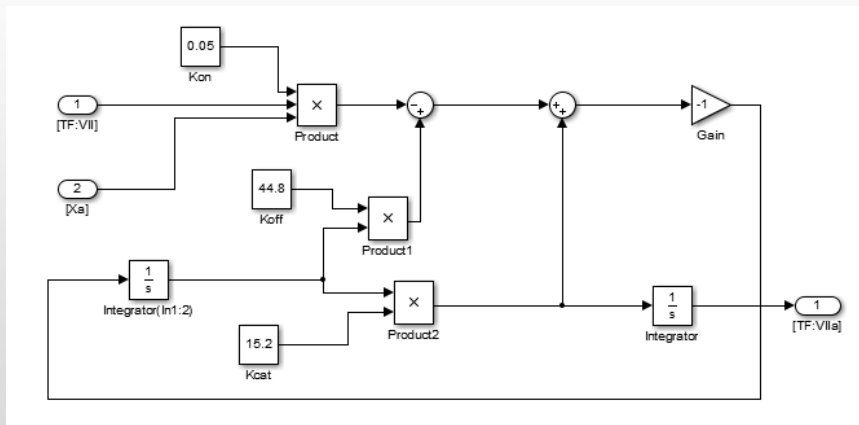 0.05
Kon
1
[TF:VII]
×
Product
-
+
+
+
-1
Gain
2
[Xa]
44.8
Koff
×
Product1
1
s
Integrator(In1:2)
×
Product2
1
s
Integrator
1
[TF:VIIa]
15.2
Kcat